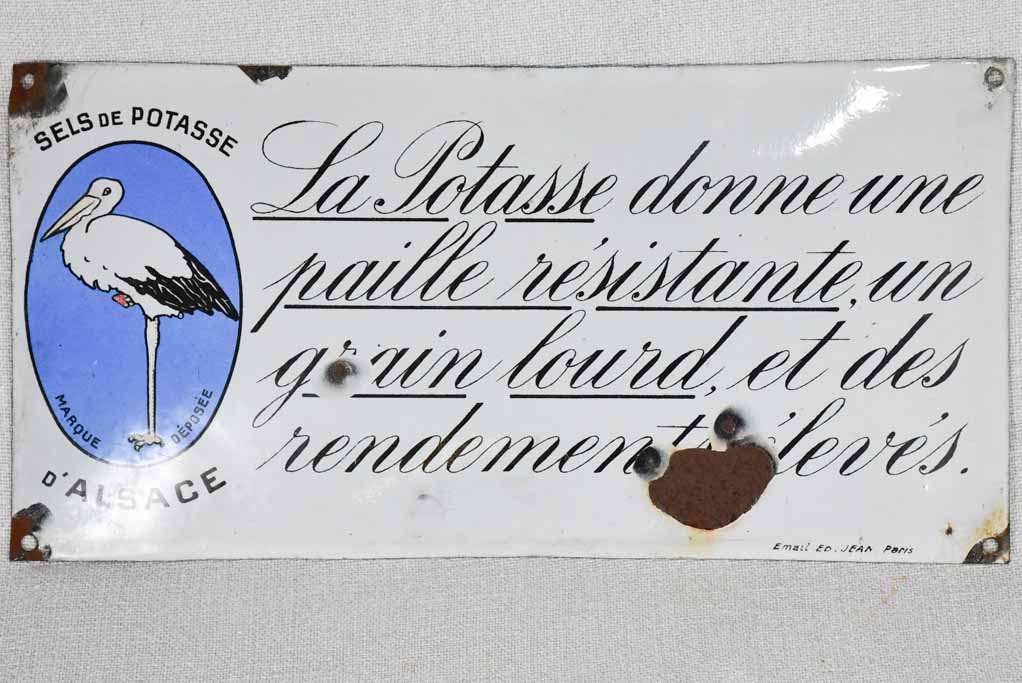 SELS DE POTASSE
MARQUE DÉPOSÉE
D'ALSACE
La Potasse donne une
paille résistante, un
grain lourd, et des
rendements élevés.
Email ED. JEAN Paris